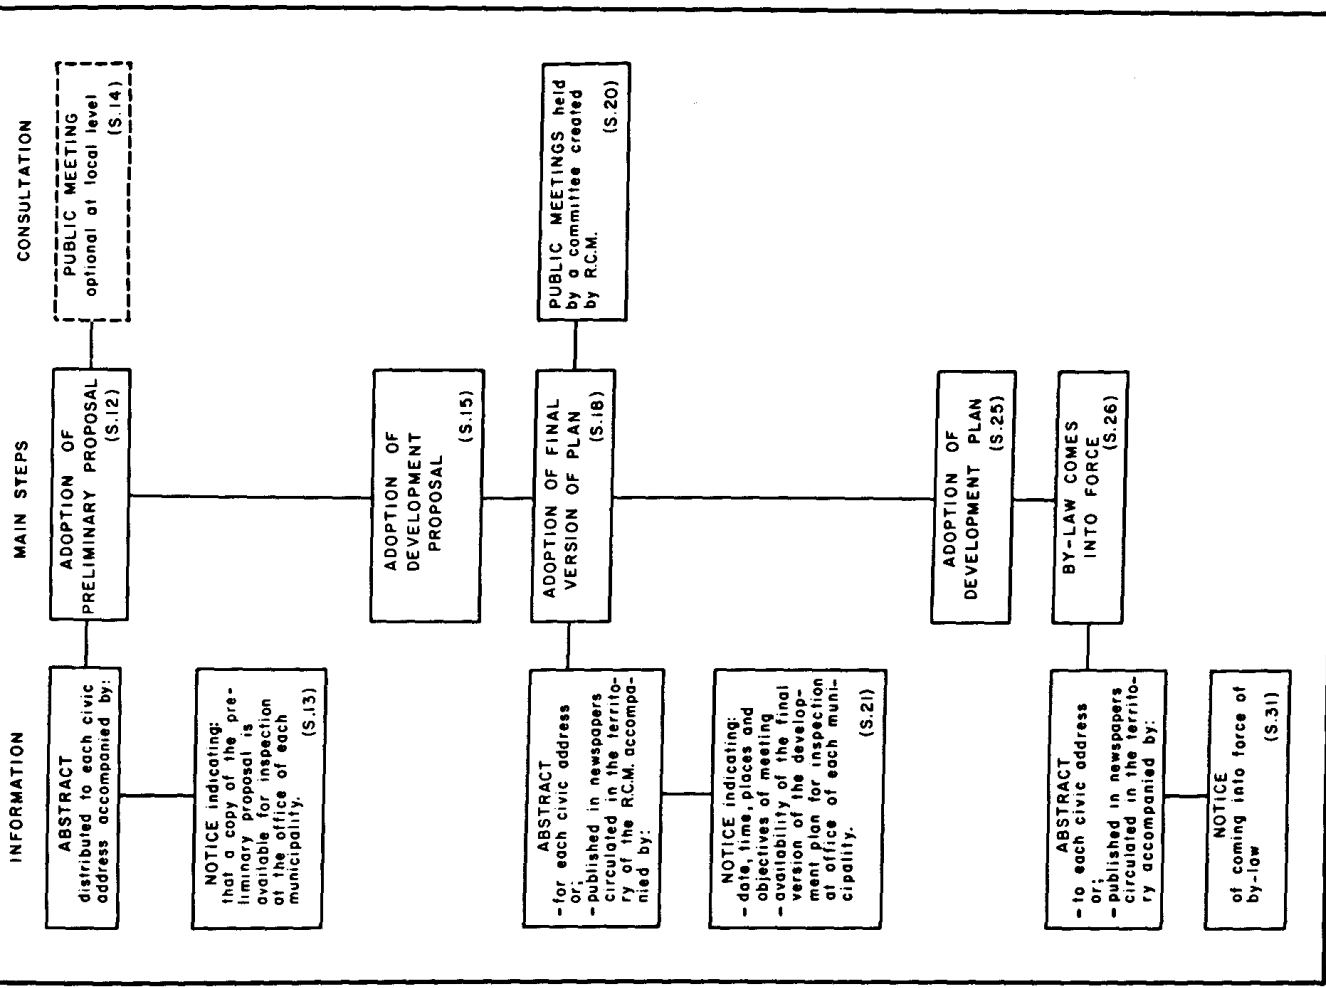 INFORMATION
MAIN STEPS
CONSULTATION
ABSTRACT
distributed to each civic
address accompanied by:
ADOPTION OF
PRELIMINARY PROPOSAL
(S.12)
PUBLIC MEETING
optional at local level
(S.14)
NOTICE indicating:
that a copy of the pre-
liminary proposal is
available for inspection
at the office of each
municipality.
(S.13)
ADOPTION OF
DEVELOPMENT
PROPOSAL
(S.15)
ABSTRACT
- for each civic address
or;
- published in newspapers
circulated in the territo-
ry of the R.C.M. accompa-
nied by:
ADOPTION OF FINAL
VERSION OF PLAN
(S.18)
PUBLIC MEETINGS held
by a committee created
by R.C.M.
(S.20)
NOTICE indicating:
- date, time, places and
objectives of meeting
- availability of the final
version of the develop-
ment plan for inspection
at office of each muni-
cipality.
(S.21)
ADOPTION OF
DEVELOPMENT PLAN
(S.25)
ABSTRACT
- to each civic address
or;
- published in newspapers
circulated in the territo-
ry accompanied by:
BY-LAW COMES
INTO FORCE
(S.26)
NOTICE
of coming into force of
by-law
(S.31)